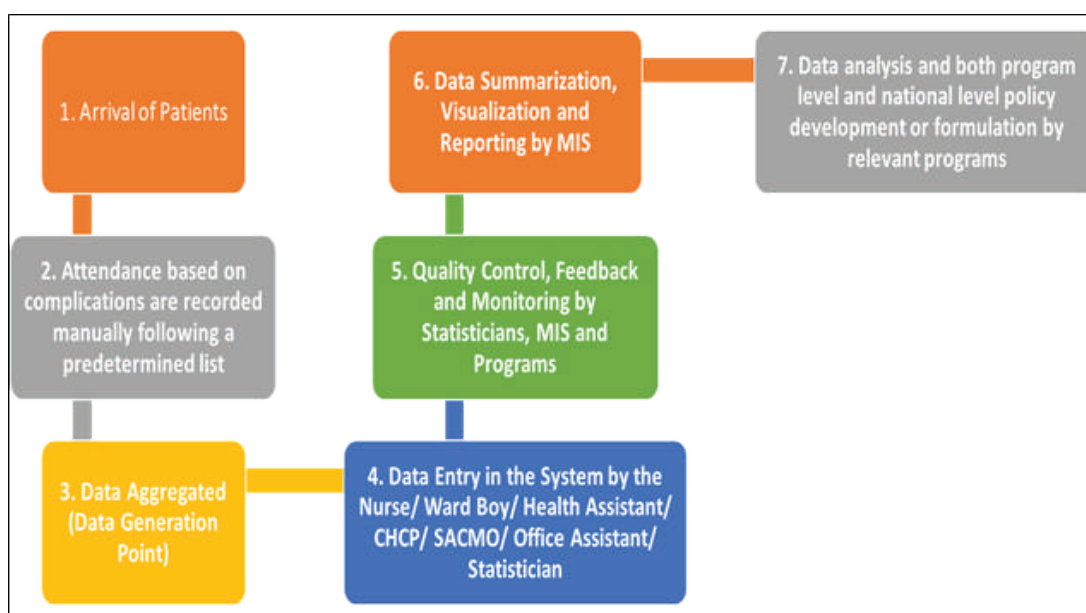 1. Arrival of Patients
2. Attendance based on
complications are recorded
manually following a
predetermined list
3. Data Aggregated
(Data Generation
Point)
4. Data Entry in the System by the
Nurse/ Ward Boy/ Health Assistant/
CHCP/ SACMO/ Office Assistant/
Statistician
5. Quality Control, Feedback
and Monitoring by
Statisticians, MIS and
Programs
6. Data Summarization,
Visualization and
Reporting by MIS
7. Data analysis and both program
level and national level policy
development or formulation by
relevant programs